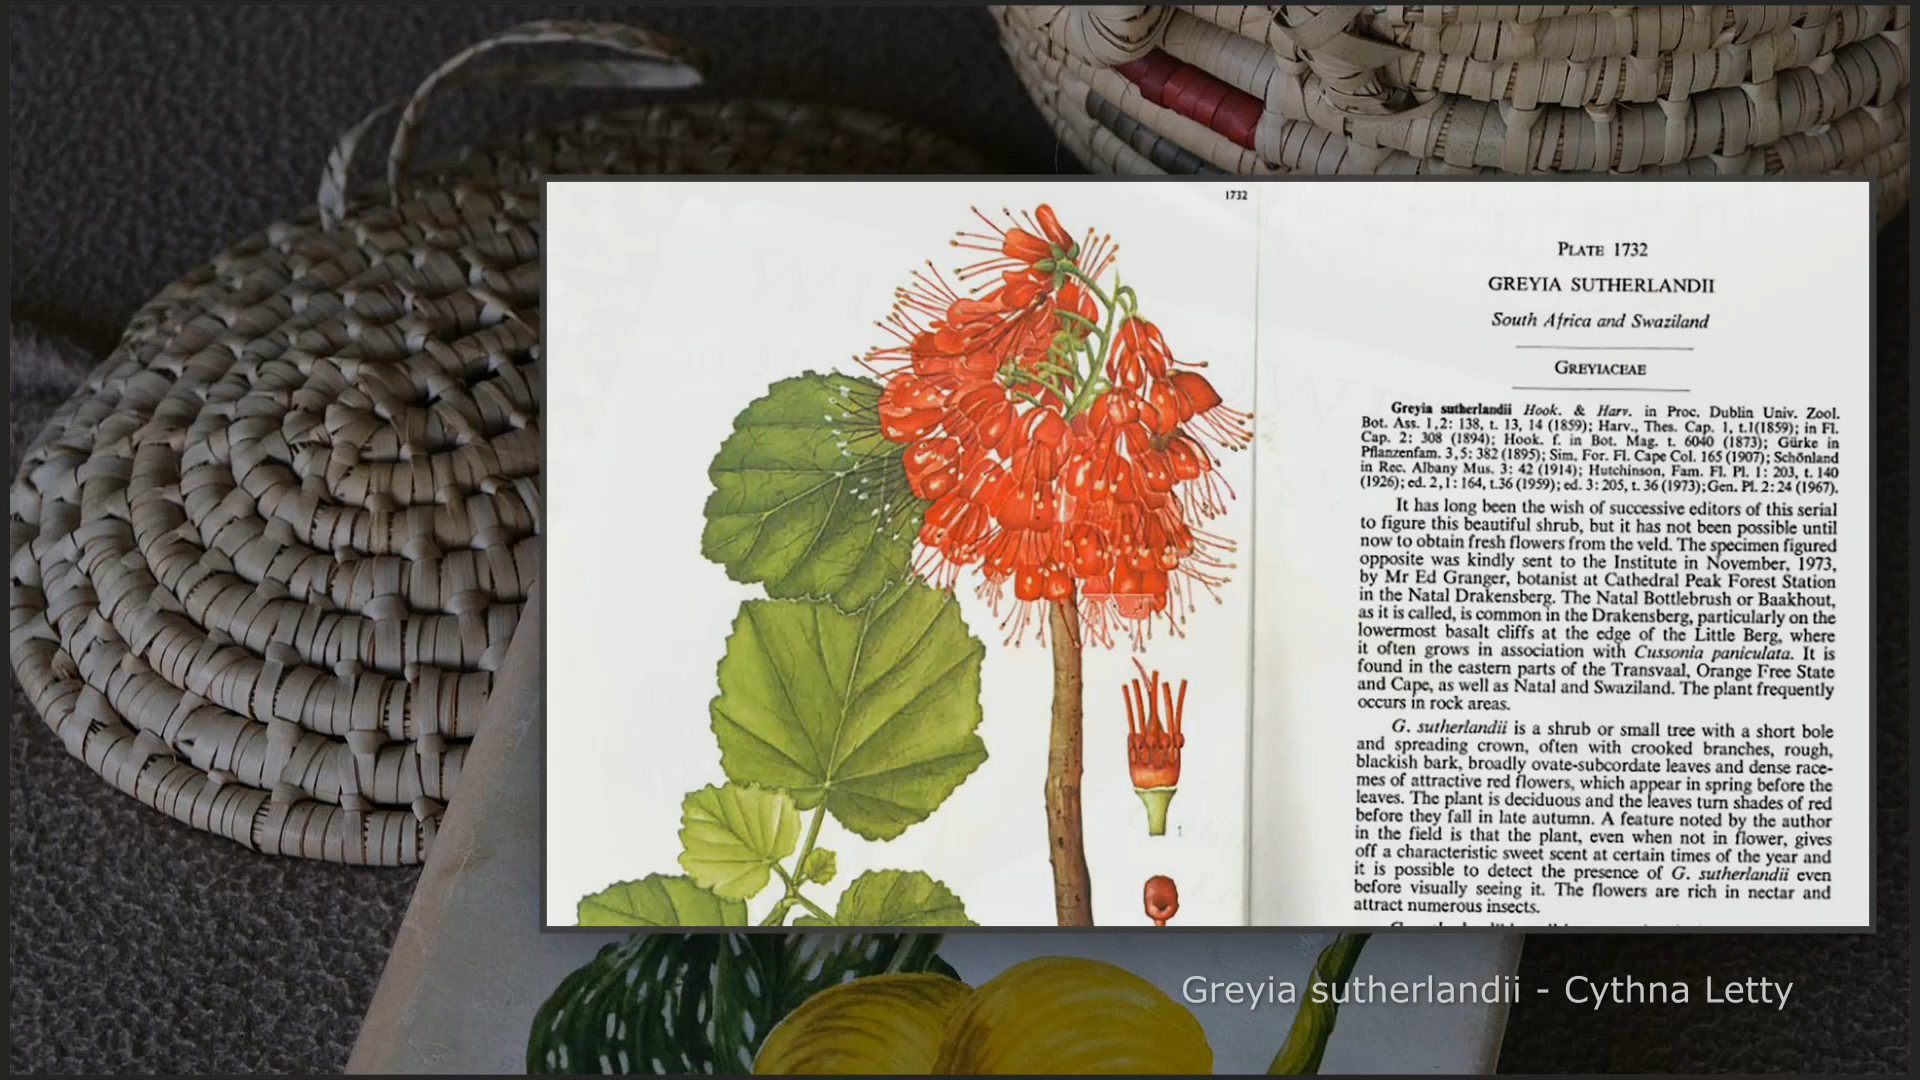 1732
PLATE 1732
GREYIA SUTHERLANDII
South Africa and Swaziland
GREYIACEAE
Greyia sutherlandii Hook. & Harv. in Proc. Dublin Univ. Zool.
Bot. Ass. 1,2: 138, t. 13, 14 (1859); Harv., Thes. Cap. 1, t.1(1859); in Fl.
Cap. 2: 308 (1894); Hook. f. in Bot. Mag. t. 6040 (1873); Gürke in
Pflanzenfam. 3,5: 382 (1895); Sim, For. Fl. Cape Col. 165 (1907); Schönland
in Rec. Albany Mus. 3: 42 (1914); Hutchinson, Fam. Fl. Pl. 1: 203, t. 140
(1926); ed. 2,1: 164, t.36 (1959); ed. 3: 205, t. 36 (1973); Gen. Pl. 2: 24 (1967).
It has long been the wish of successive editors of this serial
to figure this beautiful shrub, but it has not been possible until
now to obtain fresh flowers from the veld. The specimen figured
opposite was kindly sent to the Institute in November, 1973,
by Mr Ed Granger, botanist at Cathedral Peak Forest Station
in the Natal Drakensberg. The Natal Bottlebrush or Baakhout,
as it is called, is common in the Drakensberg, particularly on the
lowermost basalt cliffs at the edge of the Little Berg, where
it often grows in association with Cussonia paniculata. It is
found in the eastern parts of the Transvaal, Orange Free State
and Cape, as well as Natal and Swaziland. The plant frequently
occurs in rock areas.
G. sutherlandii is a shrub or small tree with a short bole
and spreading crown, often with crooked branches, rough,
blackish bark, broadly ovate-subcordate leaves and dense race-
mes of attractive red flowers, which appear in spring before the
leaves. The plant is deciduous and the leaves turn shades of red
before they fall in late autumn. A feature noted by the author
in the field is that the plant, even when not in flower, gives
off a characteristic sweet scent at certain times of the year and
it is possible to detect the presence of G. sutherlandii even
before visually seeing it. The flowers are rich in nectar and
attract numerous insects.
1
Greyia sutherlandii - Cythna Letty